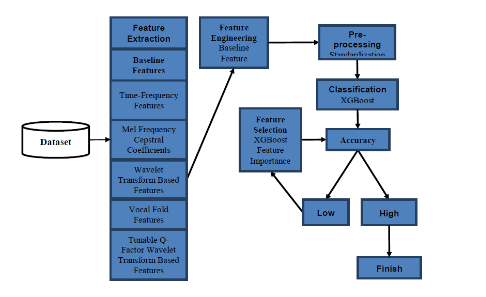 Feature
Extraction
Baseline
Features
Time-Frequency
Features
Mel Frequency
Cepstral
Coefficients
Wavelet
Transform Based
Features
Vocal Fold
Features
Tunable Q-
Factor Wavelet
Transform Based
Features
Dataset
Feature
Engineering
Baseline
Feature
Pre-
processing
Standardization
Classification
XGBoost
Feature
Selection
XGBoost
Feature
Importance
Accuracy
Low
High
Finish